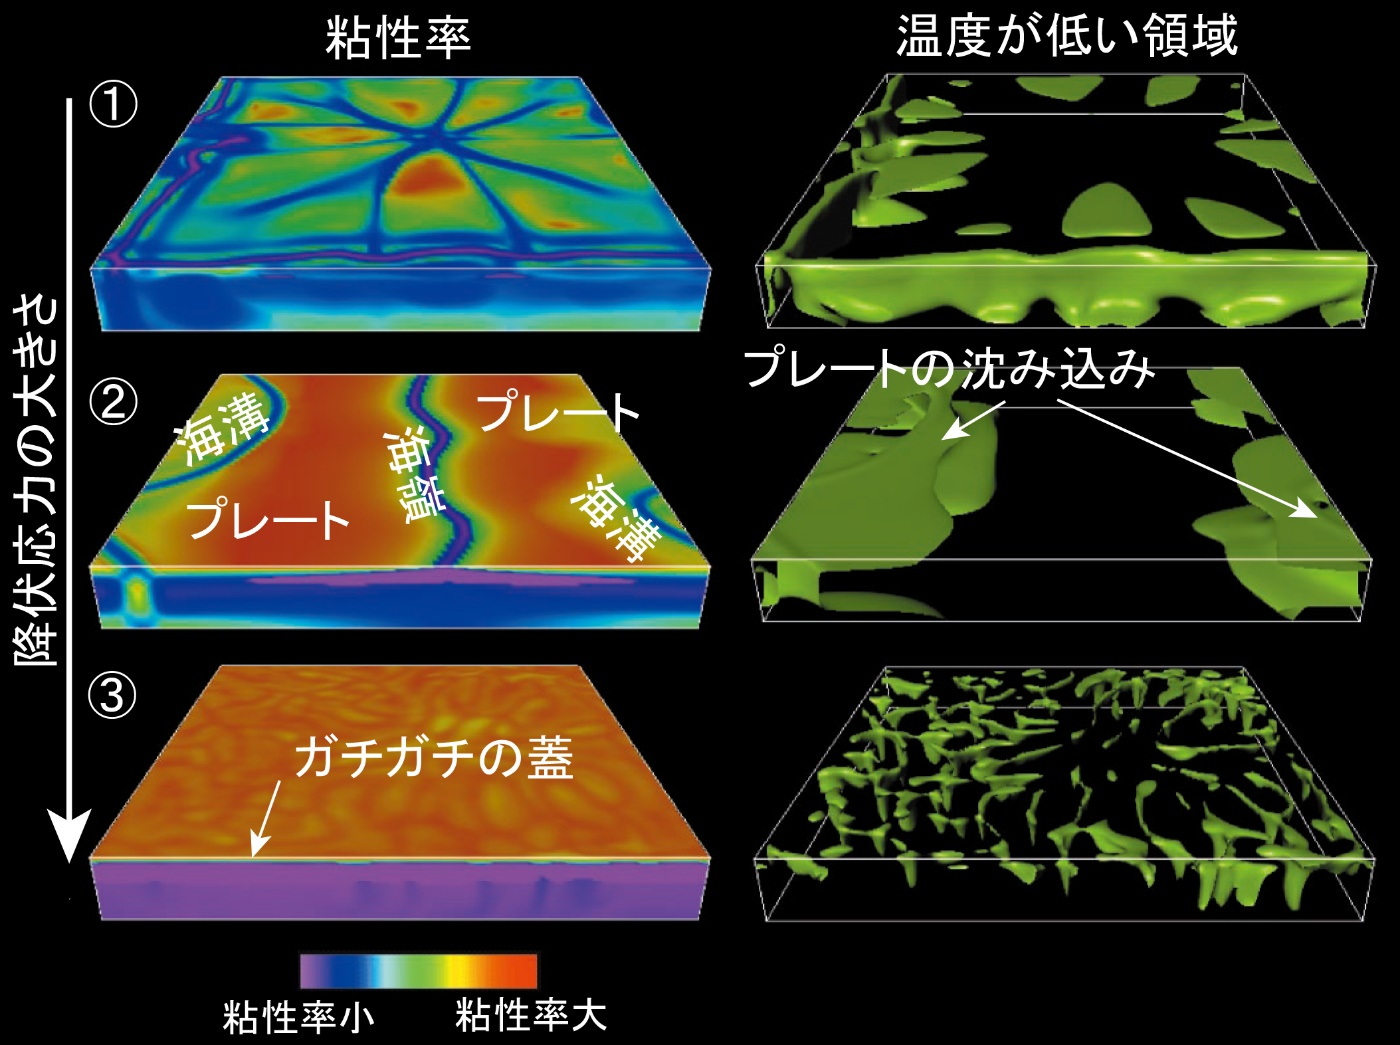 粘性率
温度が低い領域
①
降伏応力の大きさ
②
海溝
プレート
海嶺
プレート
海溝
プレートの沈み込み
③
ガチガチの蓋
粘性率小
粘性率大